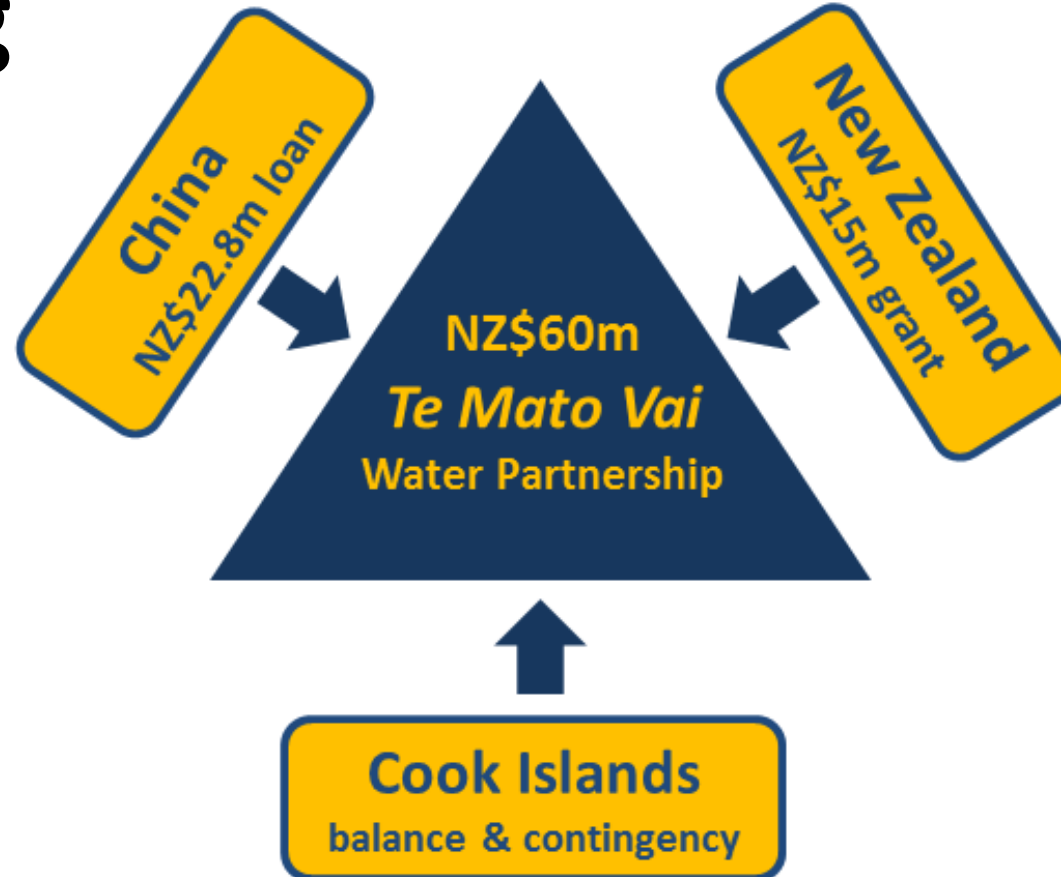 China
NZ$22.8m loan
New Zealand
NZ$15m grant
NZ$60m
Te Mato Vai
Water Partnership
Cook Islands
balance & contingency